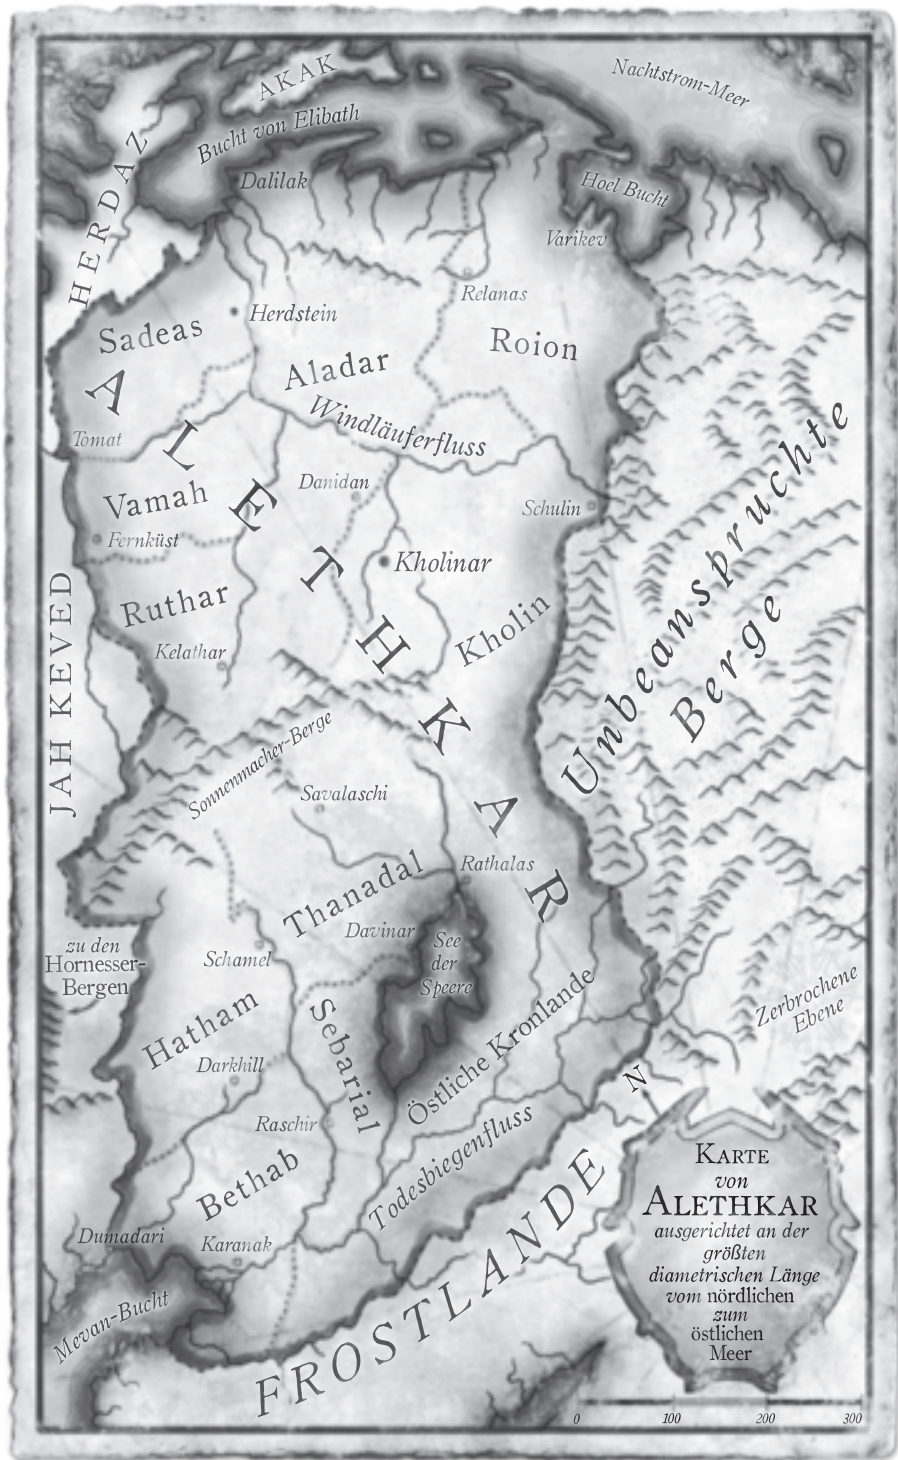 AKAK
Nachtstrom-Meer
Bucht von Elibath
HERDAZ
Dalilak
Hoel Bucht
Varikev
Relanas
Herdstein
Sadeas
Roion
Aladar
ALETHKAR
Windläuferfluss
Tomat
Unbeanspruchte
Berge
Danidan
Vamah
Schulin
Fernküst
Kholinar
JAH KEVED
Ruthar
Kholin
Kelathar
Sonnenmacher-Berge
Savalaschi
Rathalas
Thanadal
Davinar
See
der
Speere
zu den
Hornesser-
Bergen
Schamel
Zerbrochene
Ebene
Hatham
Sebarial
Östliche Kronlande
Darkhill
N
Raschir
Todesbiegenfluss
Bethab
Dumadari
Karanak
Mevan-Bucht
FROSTLANDE
KARTE
von
ALETHKAR
ausgerichtet an der
größten
diametrischen Länge
vom nördlichen
zum
östlichen
Meer
0 100 200 300